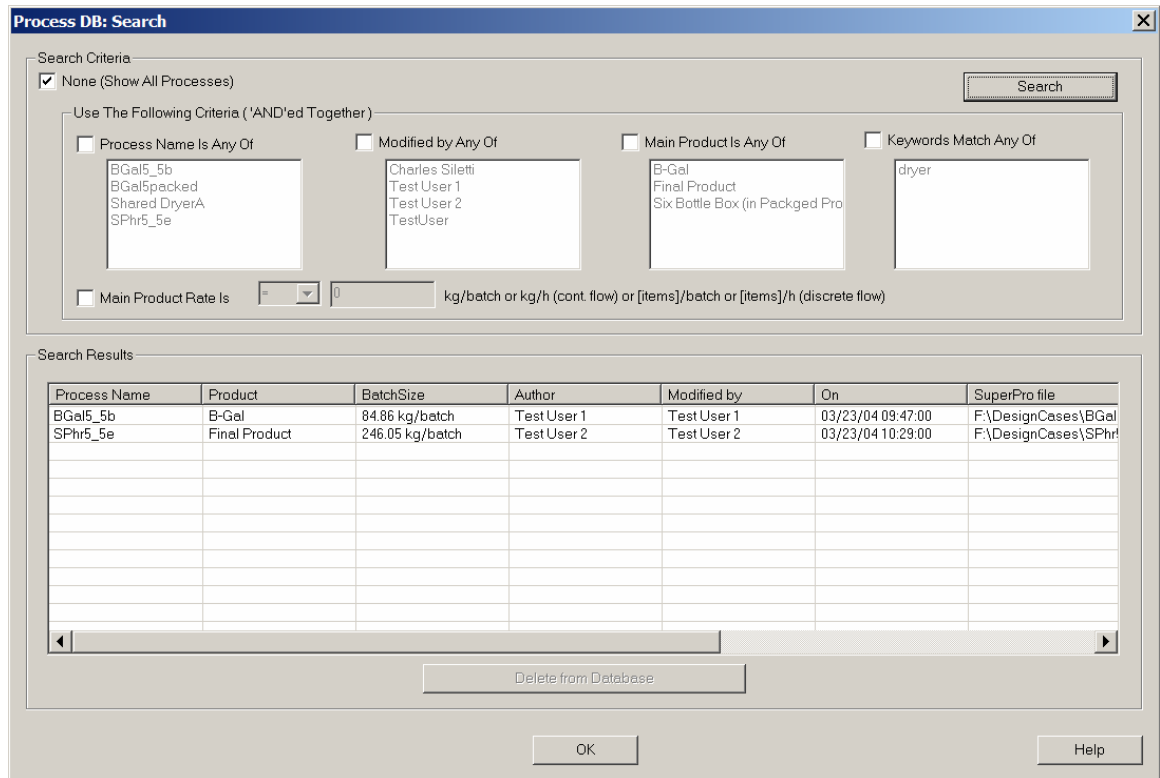 Process DB: Search
Search Criteria
None (Show All Processes)
Search
Use The Following Criteria ( 'AND'ed Together )
Process Name Is Any Of
Modified by Any Of
Main Product Is Any Of
Keywords Match Any Of
BGal5_5b
BGal5packed
Shared DryerA
SPhr5_5e
Charles Siletti
Test User 1
Test User 2
TestUser
B-Gal
Final Product
Six Bottle Box (in Packged Pro
dryer
Main Product Rate Is
=
0
kg/batch or kg/h (cont. flow) or [items]/batch or [items]/h (discrete flow)
Search Results
Process Name Product BatchSize Author Modified by On SuperPro file
BGal5_5b B-Gal 84.86 kg/batch Test User 1 Test User 1 03/23/04 09:47:00 F:\DesignCases\BGal
SPhr5_5e Final Product 246.05 kg/batch Test User 2 Test User 2 03/23/04 10:29:00 F:\DesignCases\SPhr
Delete from Database
OK
Help